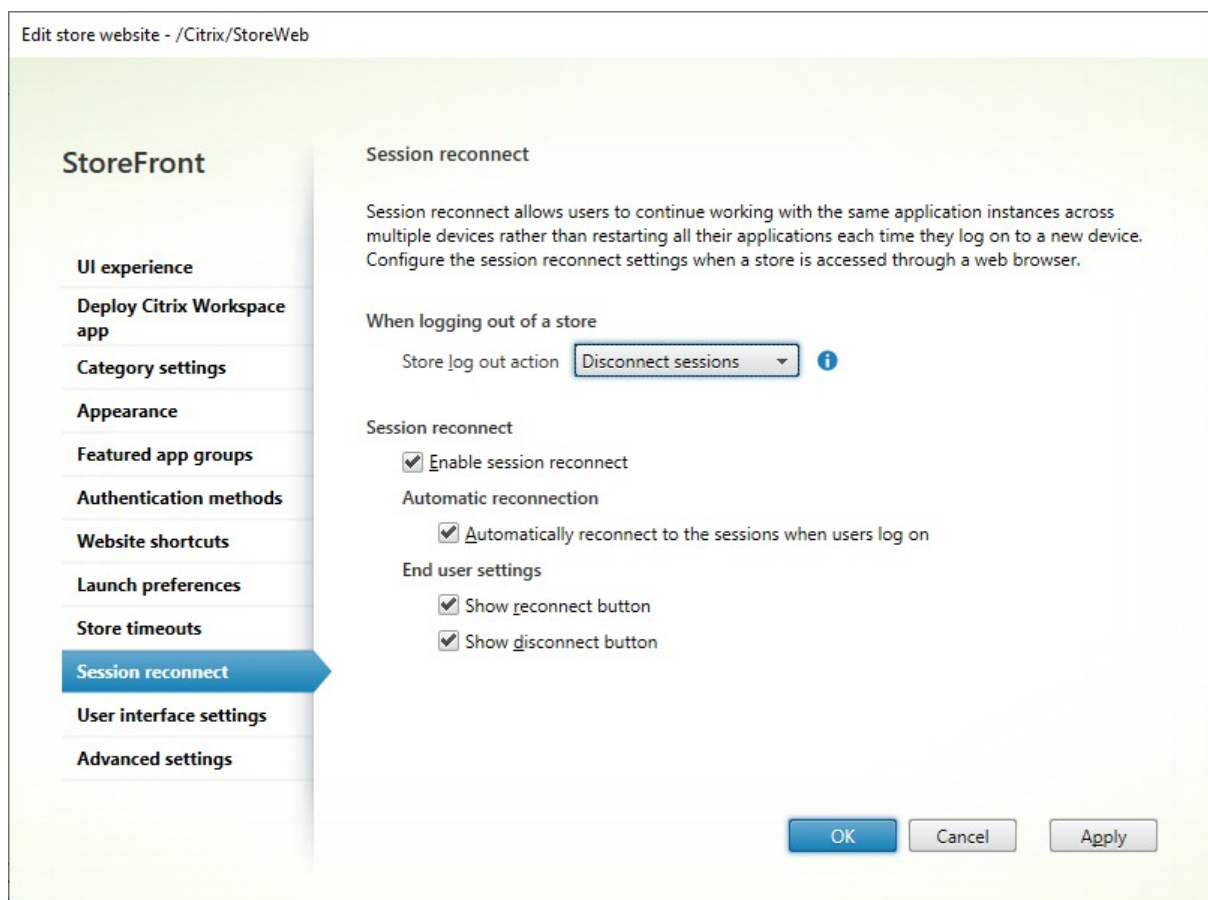 Edit store website - /Citrix/StoreWeb
StoreFront
UI experience
Deploy Citrix Workspace
app
Category settings
Appearance
Featured app groups
Authentication methods
Website shortcuts
Launch preferences
Store timeouts
Session reconnect
User interface settings
Advanced settings
Session reconnect
Session reconnect allows users to continue working with the same application instances across
multiple devices rather than restarting all their applications each time they log on to a new device.
Configure the session reconnect settings when a store is accessed through a web browser.
When logging out of a store
Store log out action Disconnect sessions
Session reconnect
Enable session reconnect
Automatic reconnection
Automatically reconnect to the sessions when users log on
End user settings
Show reconnect button
Show disconnect button
OK Cancel Apply